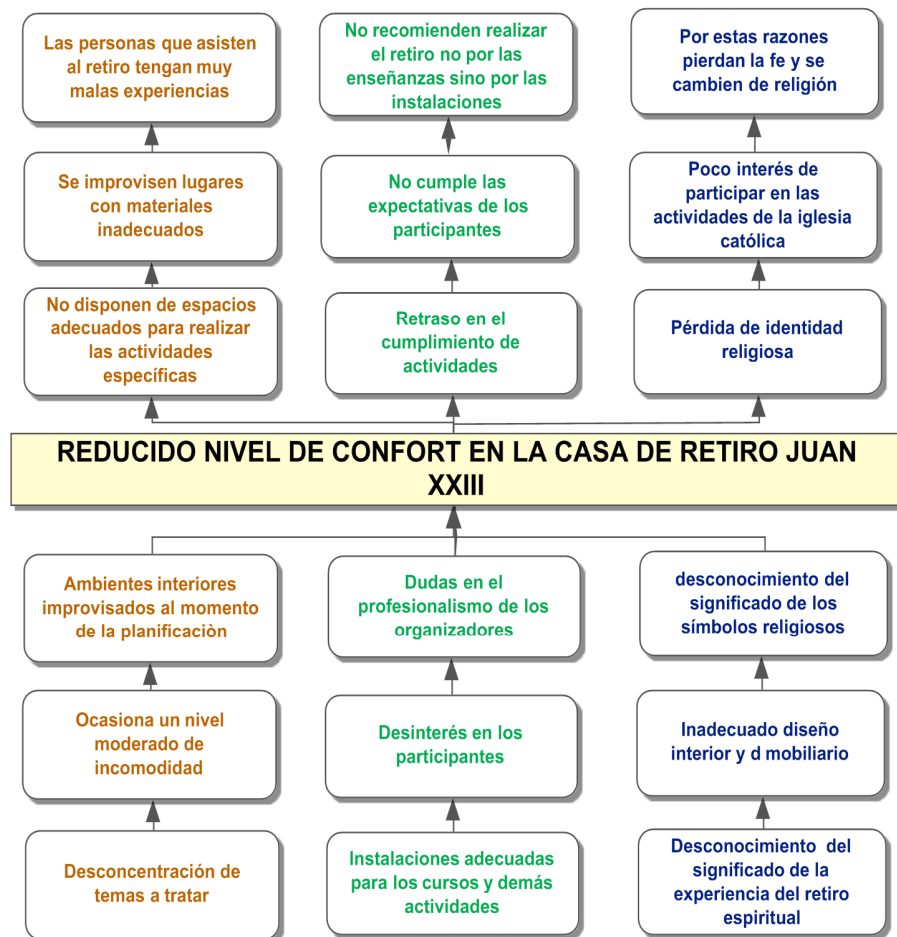 Las personas que asisten
al retiro tengan muy
malas experiencias
No recomienden realizar
el retiro no por las
enseñanzas sino por las
instalaciones
Por estas razones
pierdan la fe y se
cambien de religión
Se improvisen lugares
con materiales
inadecuados
No cumple las
expectativas de los
participantes
Poco interés de
participar en las
actividades de la iglesia
católica
No disponen de espacios
adecuados para realizar
las actividades
específicas
Retraso en el
cumplimiento de
actividades
Pérdida de identidad
religiosa
REDUCIDO NIVEL DE CONFORT EN LA CASA DE RETIRO JUAN
XXIII
Ambientes interiores
improvisados al momento
de la planificaciòn
Dudas en el
profesionalismo de los
organizadores
desconocimiento del
significado de los
símbolos religiosos
Ocasiona un nivel
moderado de
incomodidad
Desinterés en los
participantes
Inadecuado diseño
interior y d mobiliario
Desconcentración de
temas a tratar
Instalaciones adecuadas
para los cursos y demás
actividades
Desconocimiento del
significado de la
experiencia del retiro
espiritual